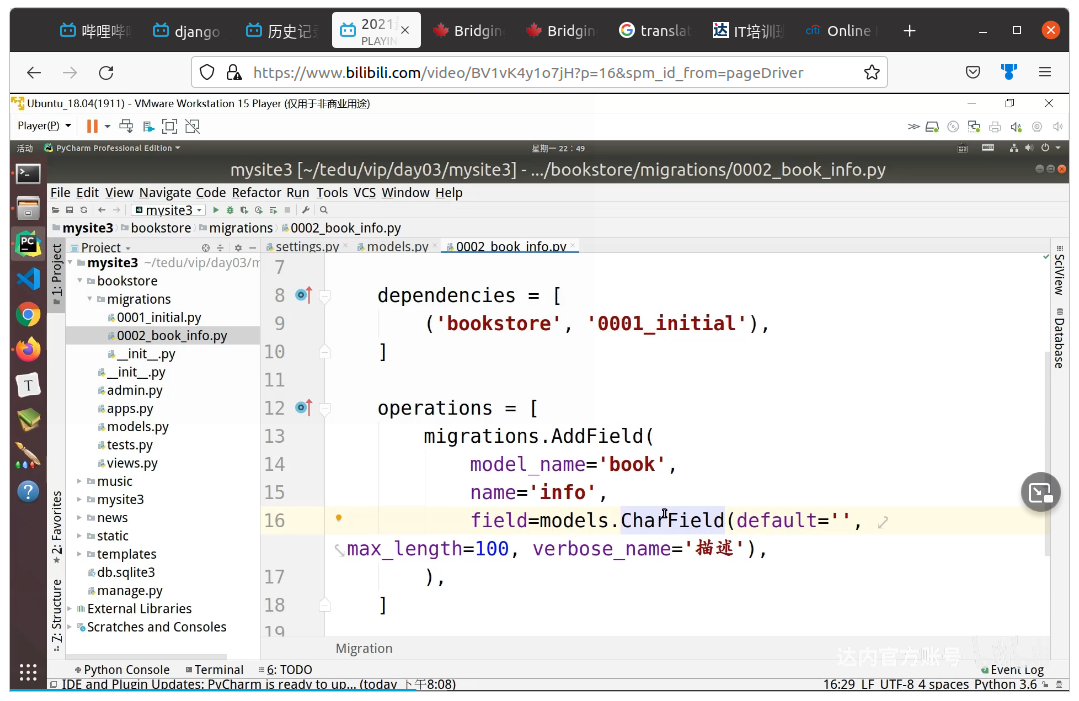 哔哩哔哩 django 历史记录 2021 Bridgin Bridgin translat IT培训班 Online
PLAYIN
https://www.bilibili.com/video/BV1vK4y1o7jH?p=16&spm_id_from=pageDriver
Ubuntu_18.04(1911) - VMware Workstation 15 Player (仅用于非商业用途)
Player(P)
活动 PyCharm Professional Edition 星期一 22：49
mysite3 [~/tedu/vip/day03/mysite3] - .../bookstore/migrations/0002_book_info.py
File Edit View Navigate Code Refactor Run Tools VCS Window Help
mysite3
mysite3 bookstore migrations 0002_book_info.py
Project settings.py models.py 0002_book_info.py
1: Project
2: Favorites
Z: Structure
mysite3 ~/tedu/vip/day03/m
bookstore
migrations
0001_initial.py
0002_book_info.py
__init__.py
__init__.py
admin.py
apps.py
models.py
tests.py
views.py
music
mysite3
news
static
templates
db.sqlite3
manage.py
External Libraries
Scratches and Consoles
7
8 dependencies = [
9 ('bookstore', '0001_initial'),
10 ]
11
12 operations = [
13 migrations.AddField(
14 model_name='book',
15 name='info',
16 field=models.CharField(default='',
max_length=100, verbose_name='描述'),
17 ),
18 ]
19
SciView
Database
Migration
达内官方账号
Python Console Terminal 6: TODO Event Log
IDE and Plugin Updates: PyCharm is ready to up... (today 下午8:08) 16:29 LF UTF-8 4 spaces Python 3.6